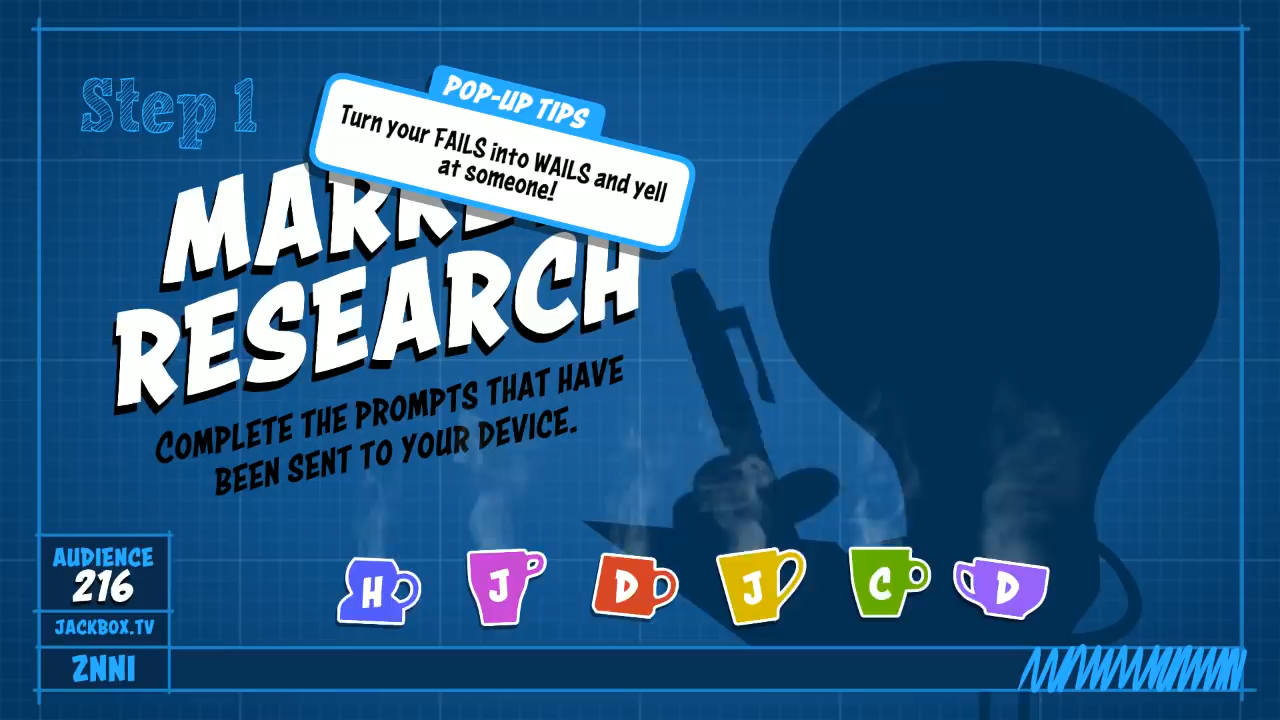 Step 1
POP-UP TIPS
Turn your FAILS into WAILS and yell
at someone!
MARKET
RESEARCH
COMPLETE THE PROMPTS THAT HAVE
BEEN SENT TO YOUR DEVICE.
H J D J C D
AUDIENCE
216
JACKBOX.TV
ZNNI